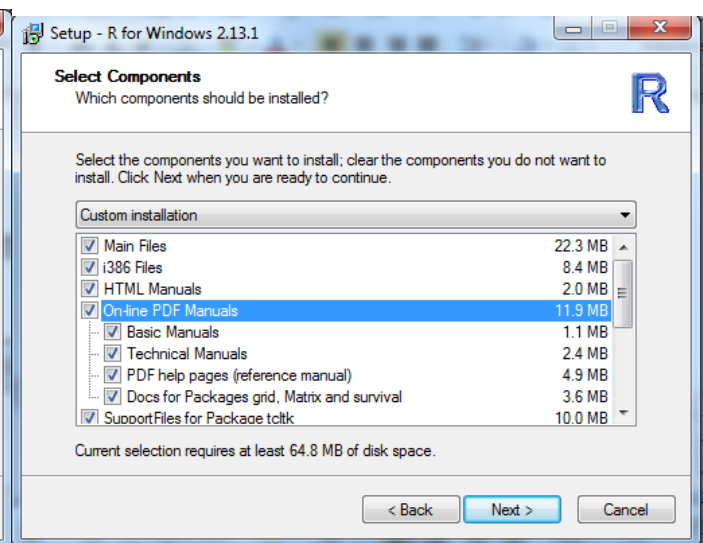 Setup - R for Windows 2.13.1
Select Components
Which components should be installed?
R
Select the components you want to install; clear the components you do not want to
install. Click Next when you are ready to continue.
Custom installation
Main Files 22.3 MB
i386 Files 8.4 MB
HTML Manuals 2.0 MB
On-line PDF Manuals 11.9 MB
Basic Manuals 1.1 MB
Technical Manuals 2.4 MB
PDF help pages (reference manual) 4.9 MB
Docs for Packages grid, Matrix and survival 3.6 MB
Support Files for Package tcltk 10.0 MB
Current selection requires at least 64.8 MB of disk space.
< Back Next > Cancel